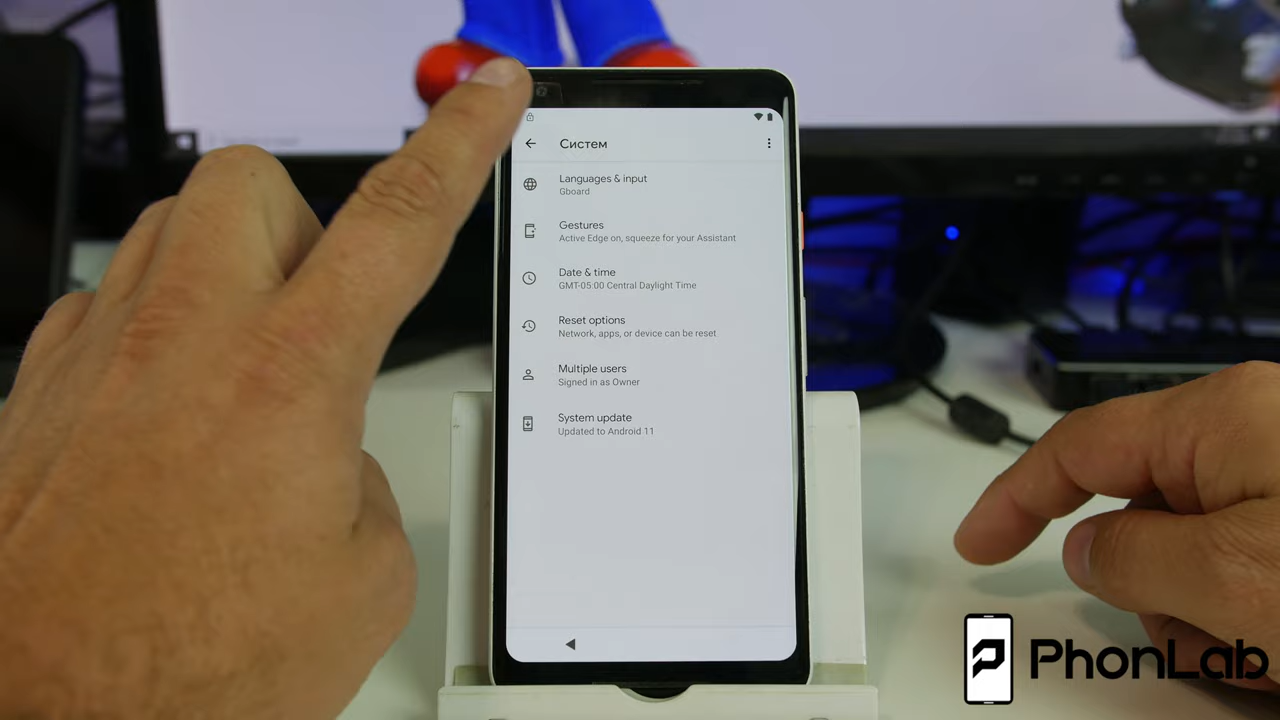 Систем
Languages & input
Gboard
Gestures
Active Edge on, squeeze for your Assistant
Date & time
GMT-05:00 Central Daylight Time
Reset options
Network, apps, or device can be reset
Multiple users
Signed in as Owner
System update
Updated to Android 11
PhonLab